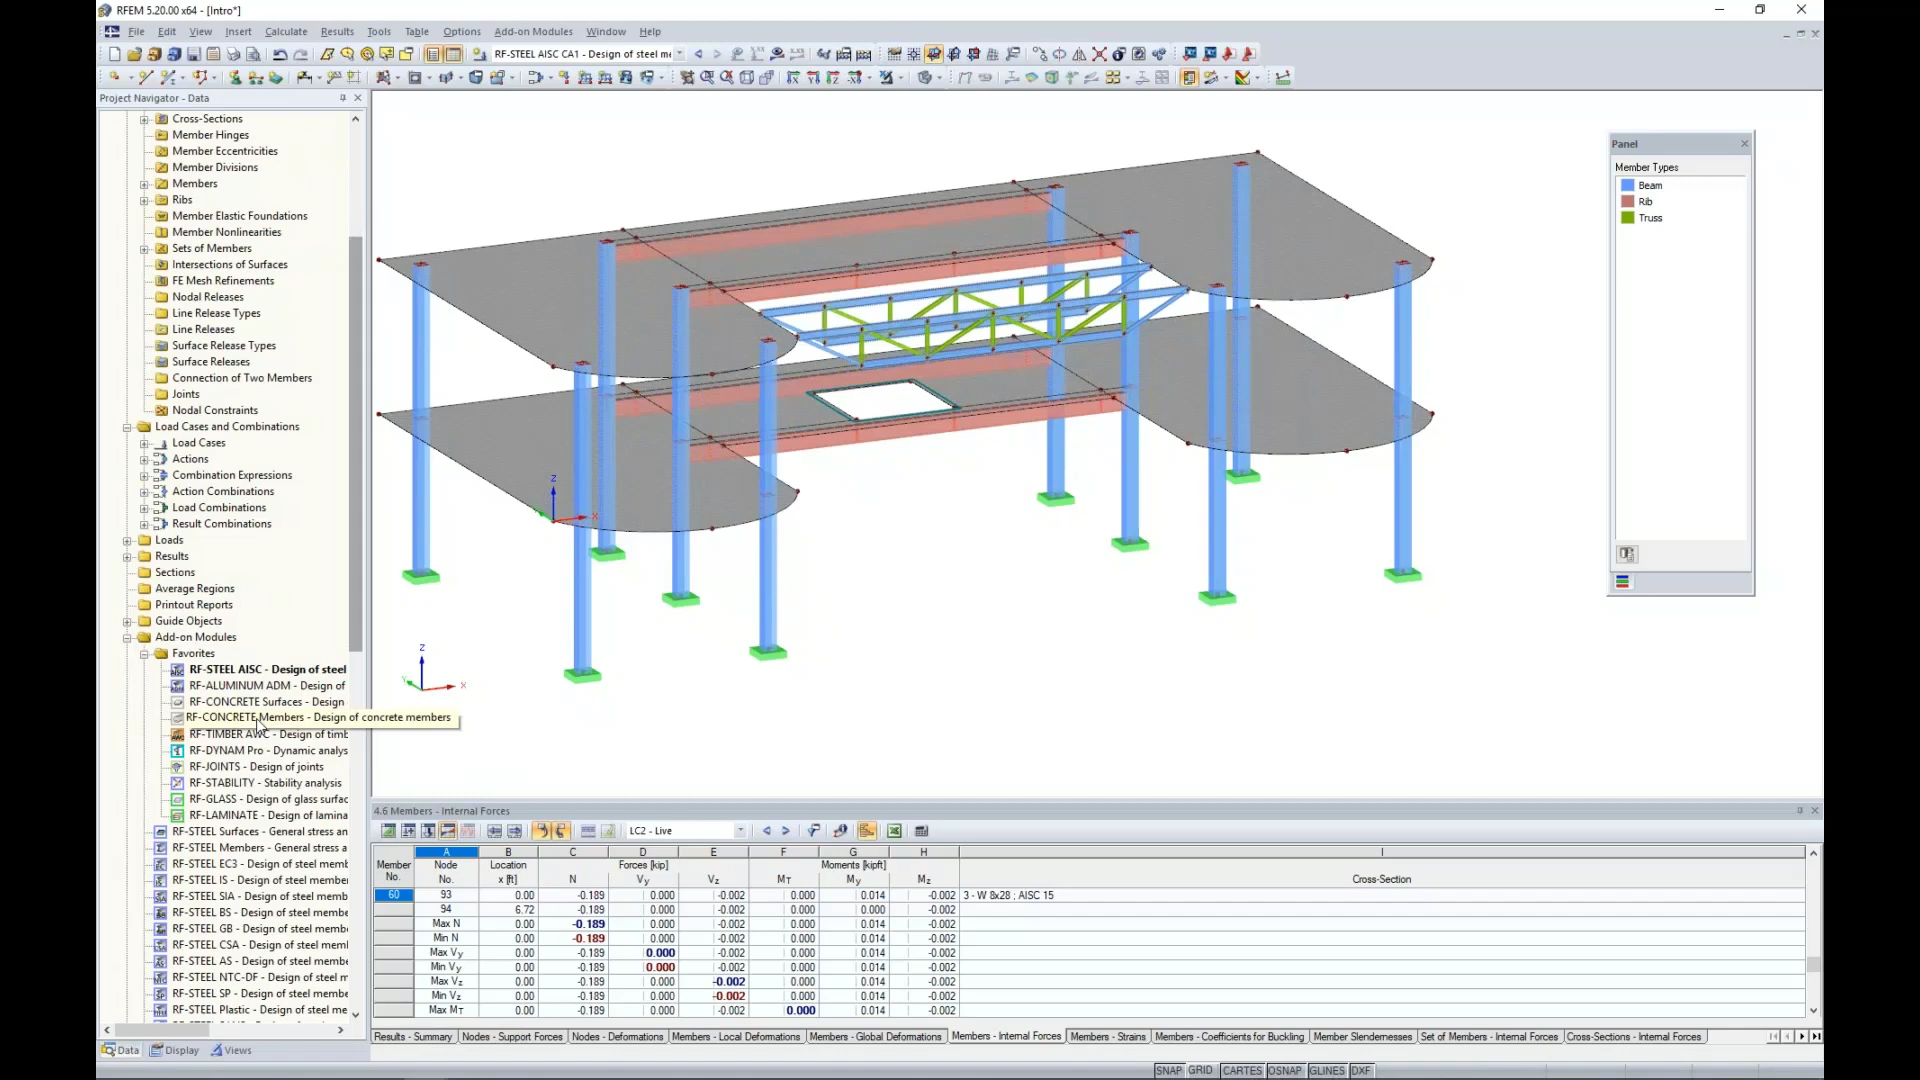 RFEM 5.20.00 x64 - [Intro*]
File Edit View Insert Calculate Results Tools Table Options Add-on Modules Window Help
RF-STEEL AISC CA1 - Design of steel me
Project Navigator - Data
Cross-Sections
Member Hinges
Member Eccentricities
Member Divisions
Members
Ribs
Member Elastic Foundations
Member Nonlinearities
Sets of Members
Intersections of Surfaces
FE Mesh Refinements
Nodal Releases
Line Release Types
Line Releases
Surface Release Types
Surface Releases
Connection of Two Members
Joints
Nodal Constraints
Load Cases and Combinations
Load Cases
Actions
Combination Expressions
Action Combinations
Load Combinations
Result Combinations
Loads
Results
Sections
Average Regions
Printout Reports
Guide Objects
Add-on Modules
Favorites
RF-STEEL AISC - Design of steel
RF-ALUMINUM ADM - Design of
RF-CONCRETE Surfaces - Design
RF-CONCRETE Members - Design of concrete members
RF-TIMBER AWC - Design of timb
RF-DYNAM Pro - Dynamic analys
RF-JOINTS - Design of joints
RF-STABILITY - Stability analysis
RF-GLASS - Design of glass surfac
RF-LAMINATE - Design of lamina
RF-STEEL Surfaces - General stress an
RF-STEEL Members - General stress a
RF-STEEL EC3 - Design of steel memb
RF-STEEL IS - Design of steel member
RF-STEEL SIA - Design of steel memb
RF-STEEL BS - Design of steel membe
RF-STEEL GB - Design of steel membe
RF-STEEL CSA - Design of steel meml
RF-STEEL AS - Design of steel membe
RF-STEEL NTC-DF - Design of steel m
RF-STEEL SP - Design of steel membe
RF-STEEL Plastic - Design of steel me
Data Display Views
Z
X
Z
Y
X
Panel
Member Types
Beam
Rib
Truss
4.6 Members - Internal Forces
LC2 - Live
A B C D E F G H I
Member Node Location Forces [kip] Moments [kipft]
No. No. x [ft] N Vy Vz MT My Mz Cross-Section
60 93 0.00 -0.189 0.000 -0.002 0.000 0.014 -0.002 3 - W 8x28 ; AISC 15
94 6.72 -0.189 0.000 -0.002 0.000 0.000 -0.002
Max N 0.00 -0.189 0.000 -0.002 0.000 0.014 -0.002
Min N 0.00 -0.189 0.000 -0.002 0.000 0.014 -0.002
Max Vy 0.00 -0.189 0.000 -0.002 0.000 0.014 -0.002
Min Vy 0.00 -0.189 0.000 -0.002 0.000 0.014 -0.002
Max Vz 0.00 -0.189 0.000 -0.002 0.000 0.014 -0.002
Min Vz 0.00 -0.189 0.000 -0.002 0.000 0.014 -0.002
Max MT 0.00 -0.189 0.000 -0.002 0.000 0.014 -0.002
Results - Summary Nodes - Support Forces Nodes - Deformations Members - Local Deformations Members - Global Deformations Members - Internal Forces Members - Strains Members - Coefficients for Buckling Member Slendernesses Set of Members - Internal Forces Cross-Sections - Internal Forces
SNAP GRID CARTES OSNAP GLINES DXF